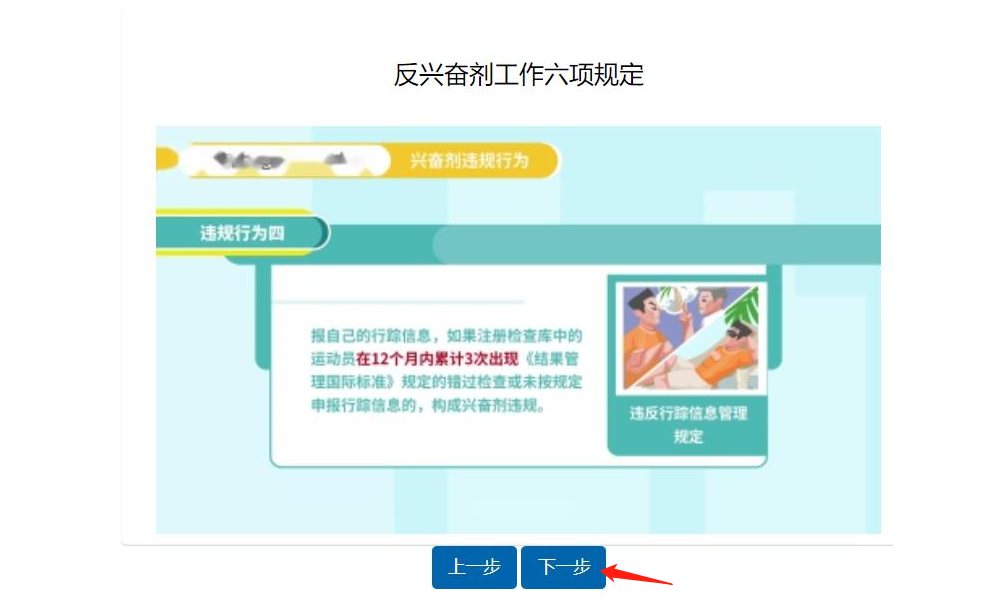 反兴奋剂工作六项规定
兴奋剂违规行为
违规行为四
报自己的行踪信息，如果注册检查库中的
运动员在12个月内累计3次出现《结果管
理国际标准》规定的错过检查或未按规定
申报行踪信息的，构成兴奋剂违规。
违反行踪信息管理
规定
上一步
下一步